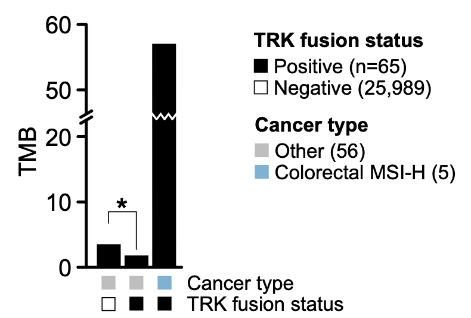 60
50
20
10
0
TMB
*
Cancer type
TRK fusion status
TRK fusion status
Positive (n=65)
Negative (25,989)
Cancer type
Other (56)
Colorectal MSI-H (5)